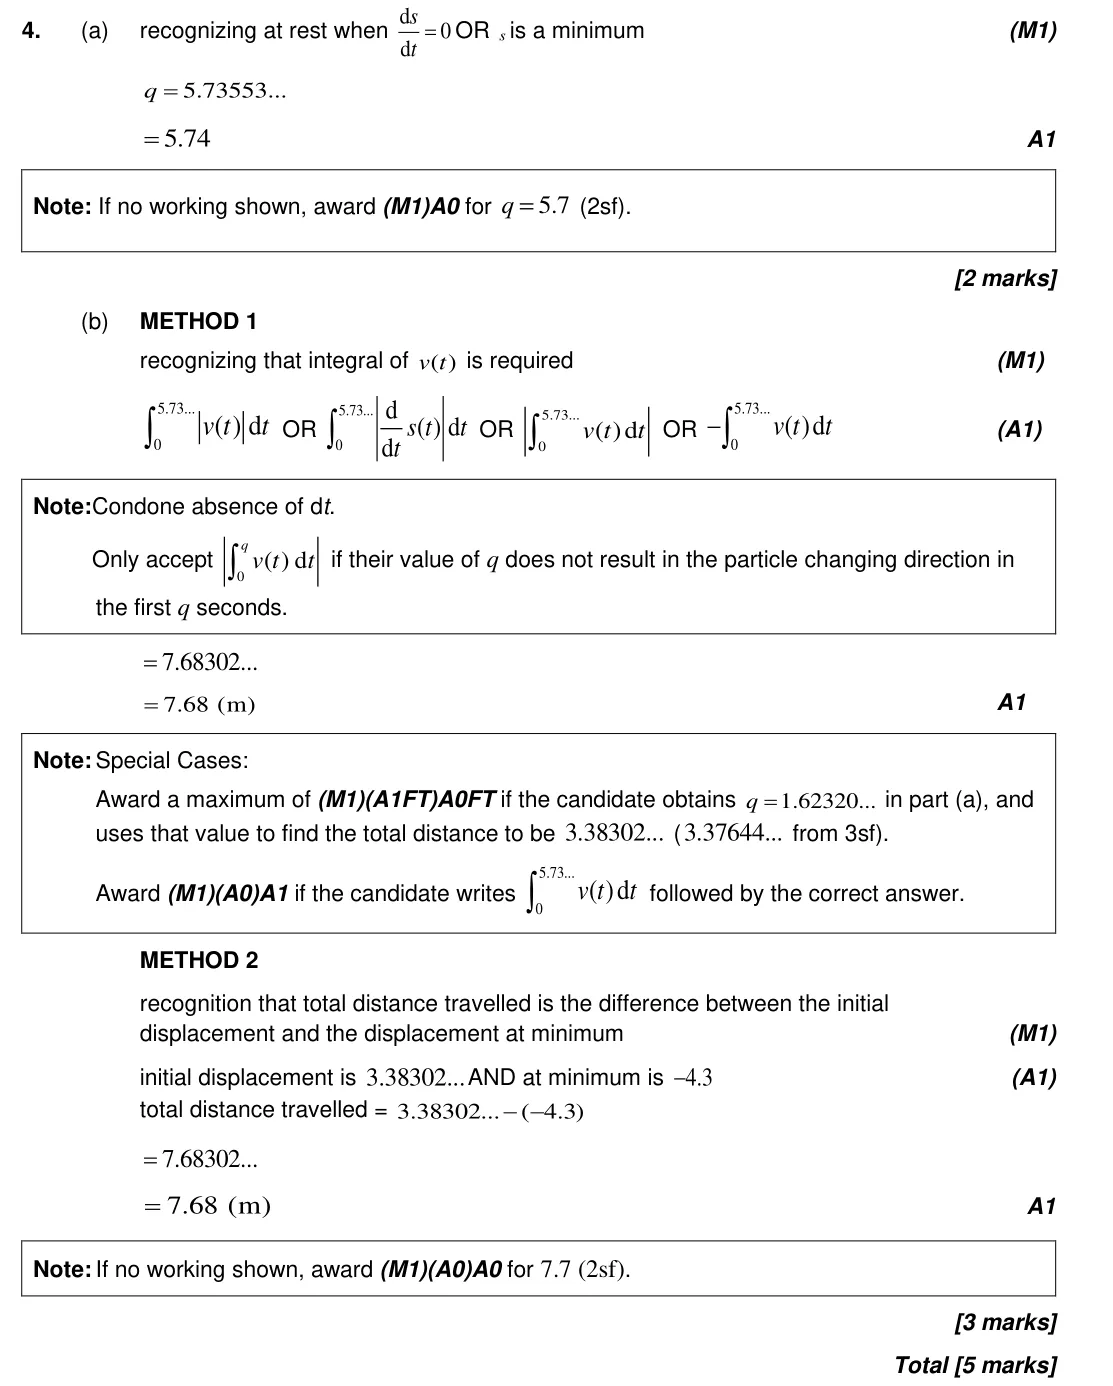 4. (a) recognizing at rest when ds/dt = 0 OR s is a minimum (M1)
q = 5.73553...
= 5.74 A1
Note: If no working shown, award (M1)A0 for q = 5.7 (2sf).
[2 marks]
(b) METHOD 1
recognizing that integral of v(t) is required (M1)
∫₀^5.73... |v(t)| dt OR ∫₀^5.73... |d/dt s(t)| dt OR |∫₀^5.73... v(t) dt| OR −∫₀^5.73... v(t) dt (A1)
Note:Condone absence of dt.
Only accept |∫₀^q v(t) dt| if their value of q does not result in the particle changing direction in
the first q seconds.
= 7.68302...
= 7.68 (m) A1
Note: Special Cases:
Award a maximum of (M1)(A1FT)A0FT if the candidate obtains q = 1.62320... in part (a), and
uses that value to find the total distance to be 3.38302... (3.37644... from 3sf).
Award (M1)(A0)A1 if the candidate writes ∫₀^5.73... v(t) dt followed by the correct answer.
METHOD 2
recognition that total distance travelled is the difference between the initial
displacement and the displacement at minimum (M1)
initial displacement is 3.38302... AND at minimum is −4.3 (A1)
total distance travelled = 3.38302... − (−4.3)
= 7.68302...
= 7.68 (m) A1
Note: If no working shown, award (M1)(A0)A0 for 7.7 (2sf).
[3 marks]
Total [5 marks]